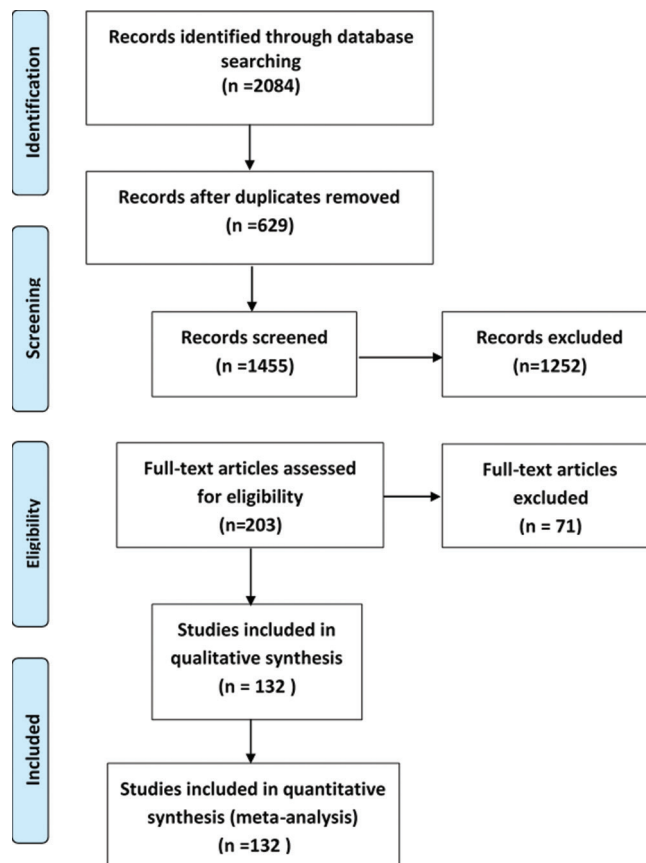 Identification
Records identified through database
searching
(n =2084)
Records after duplicates removed
(n =629)
Screening
Records screened
(n =1455)
Records excluded
(n=1252)
Eligibility
Full-text articles assessed
for eligibility
(n=203)
Full-text articles
excluded
(n = 71)
Studies included in
qualitative synthesis
(n = 132 )
Included
Studies included in quantitative
synthesis (meta-analysis)
(n =132 )